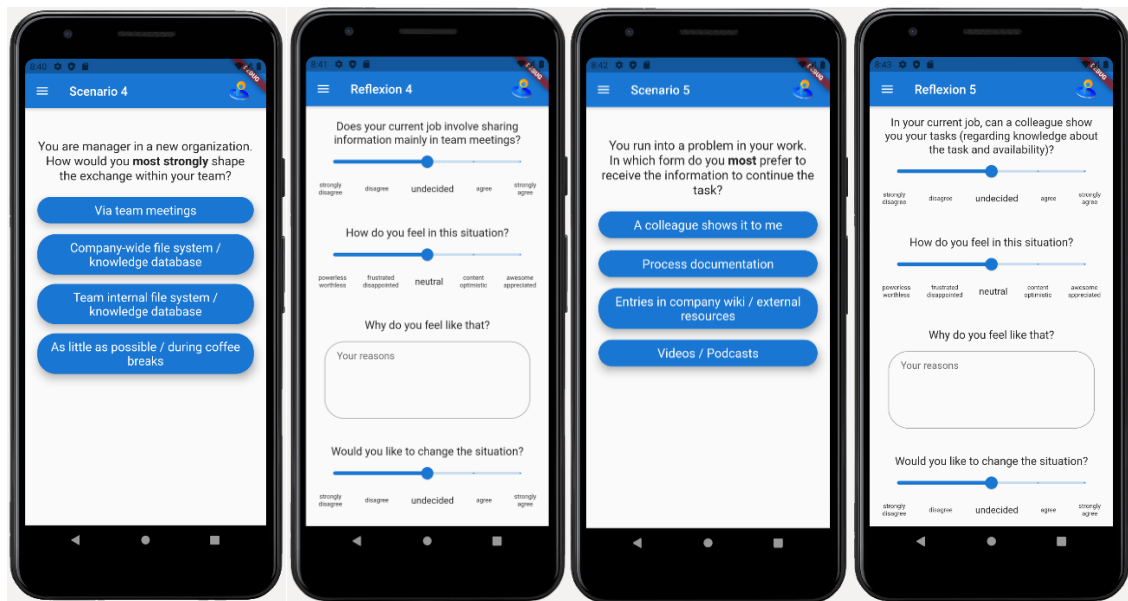 8:40
DEBUG
Scenario 4
You are manager in a new organization.
How would you most strongly shape
the exchange within your team?
Via team meetings
Company-wide file system /
knowledge database
Team internal file system /
knowledge database
As little as possible / during coffee
breaks
8:41
DEBUG
Reflexion 4
Does your current job involve sharing
information mainly in team meetings?
strongly disagree disagree undecided agree strongly agree
How do you feel in this situation?
powerless worthless frustrated disappointed neutral content optimistic awesome appreciated
Why do you feel like that?
Your reasons
Would you like to change the situation?
strongly disagree disagree undecided agree strongly agree
8:42
DEBUG
Scenario 5
You run into a problem in your work.
In which form do you most prefer to
receive the information to continue the
task?
A colleague shows it to me
Process documentation
Entries in company wiki / external
resources
Videos / Podcasts
8:43
DEBUG
Reflexion 5
In your current job, can a colleague show
you your tasks (regarding knowledge about
the task and availability)?
strongly disagree disagree undecided agree strongly agree
How do you feel in this situation?
powerless worthless frustrated disappointed neutral content optimistic awesome appreciated
Why do you feel like that?
Your reasons
Would you like to change the situation?
strongly disagree disagree undecided agree strongly agree